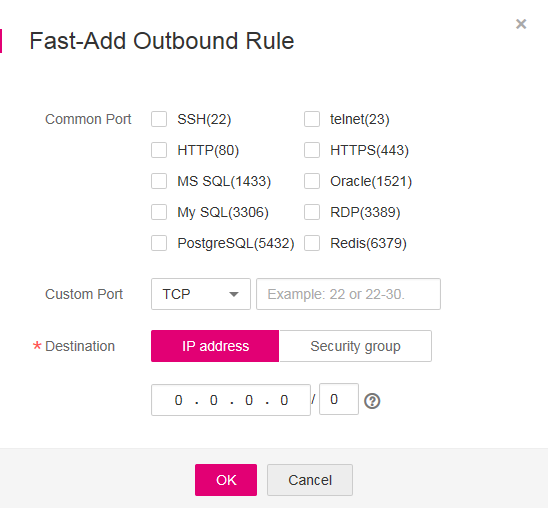 Fast-Add Outbound Rule
×
Common Port
SSH(22)
telnet(23)
HTTP(80)
HTTPS(443)
MS SQL(1433)
Oracle(1521)
My SQL(3306)
RDP(3389)
PostgreSQL(5432)
Redis(6379)
Custom Port
TCP
Example: 22 or 22-30.
* Destination
IP address
Security group
0 . 0 . 0 . 0 / 0 ?
OK
Cancel